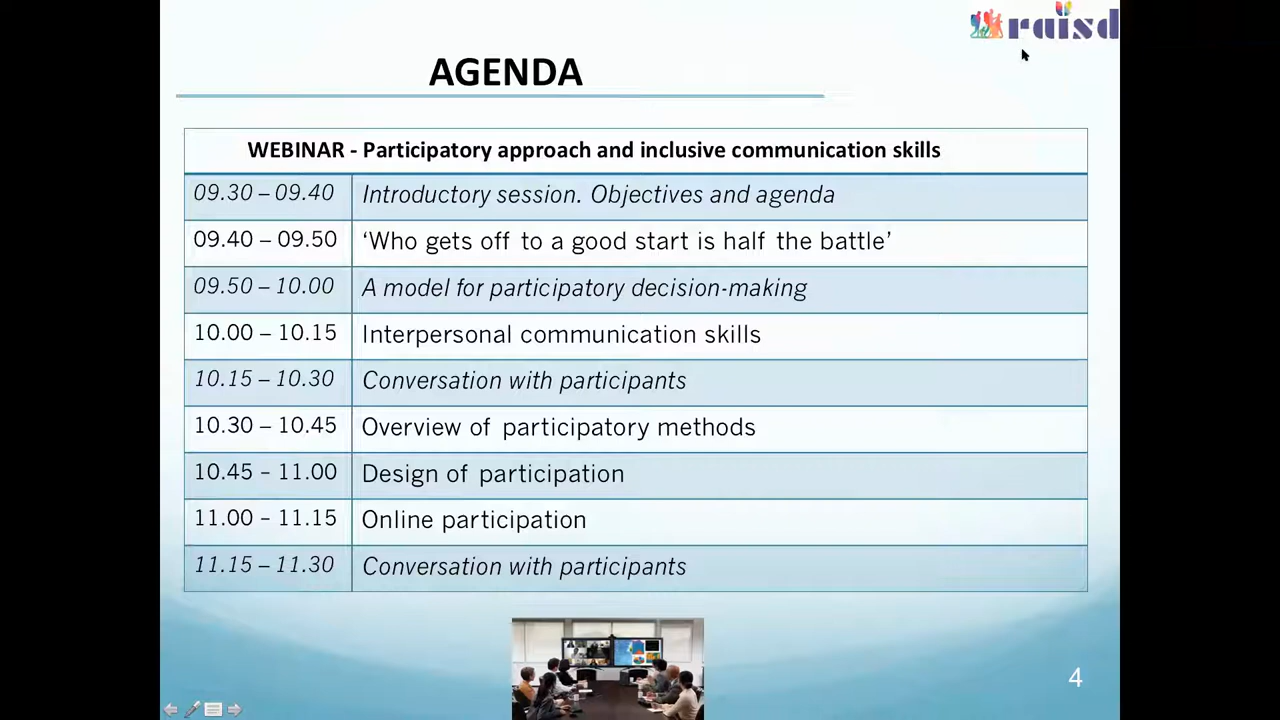 raisd
AGENDA
WEBINAR - Participatory approach and inclusive communication skills
09.30 – 09.40 Introductory session. Objectives and agenda
09.40 – 09.50 ‘Who gets off to a good start is half the battle’
09.50 – 10.00 A model for participatory decision-making
10.00 – 10.15 Interpersonal communication skills
10.15 – 10.30 Conversation with participants
10.30 – 10.45 Overview of participatory methods
10.45 – 11.00 Design of participation
11.00 – 11.15 Online participation
11.15 – 11.30 Conversation with participants
4